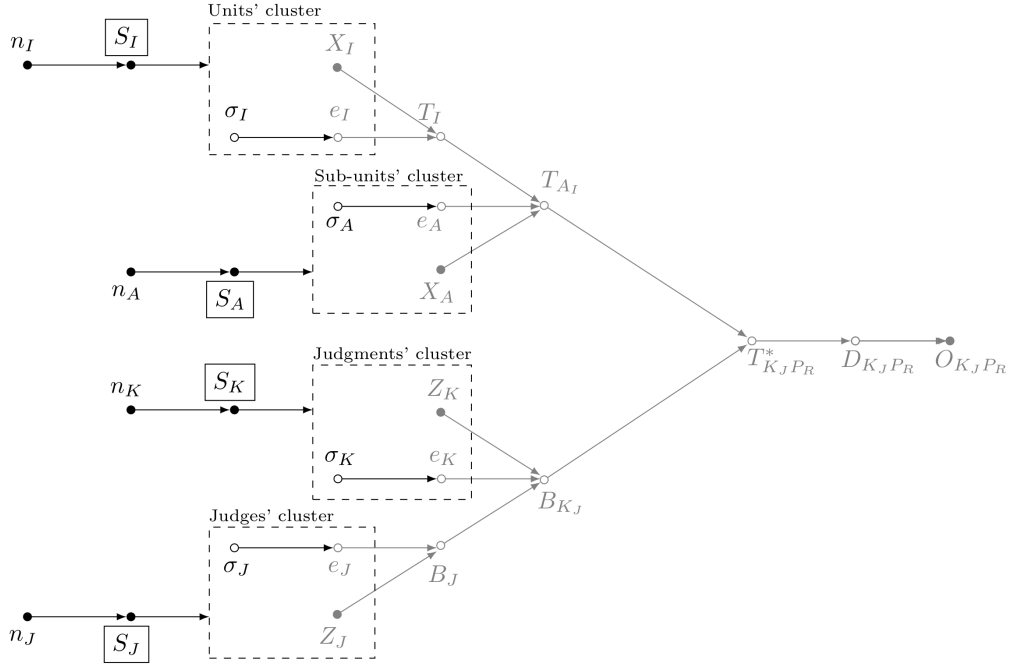 Units' cluster
n_I
S_I
X_I
σ_I
e_I
T_I
Sub-units' cluster
σ_A
e_A
T_{A_I}
n_A
S_A
X_A
Judgments' cluster
n_K
S_K
Z_K
T^*_{K_J P_R}
D_{K_J P_R}
O_{K_J P_R}
σ_K
e_K
B_{K_J}
Judges' cluster
σ_J
e_J
B_J
n_J
S_J
Z_J